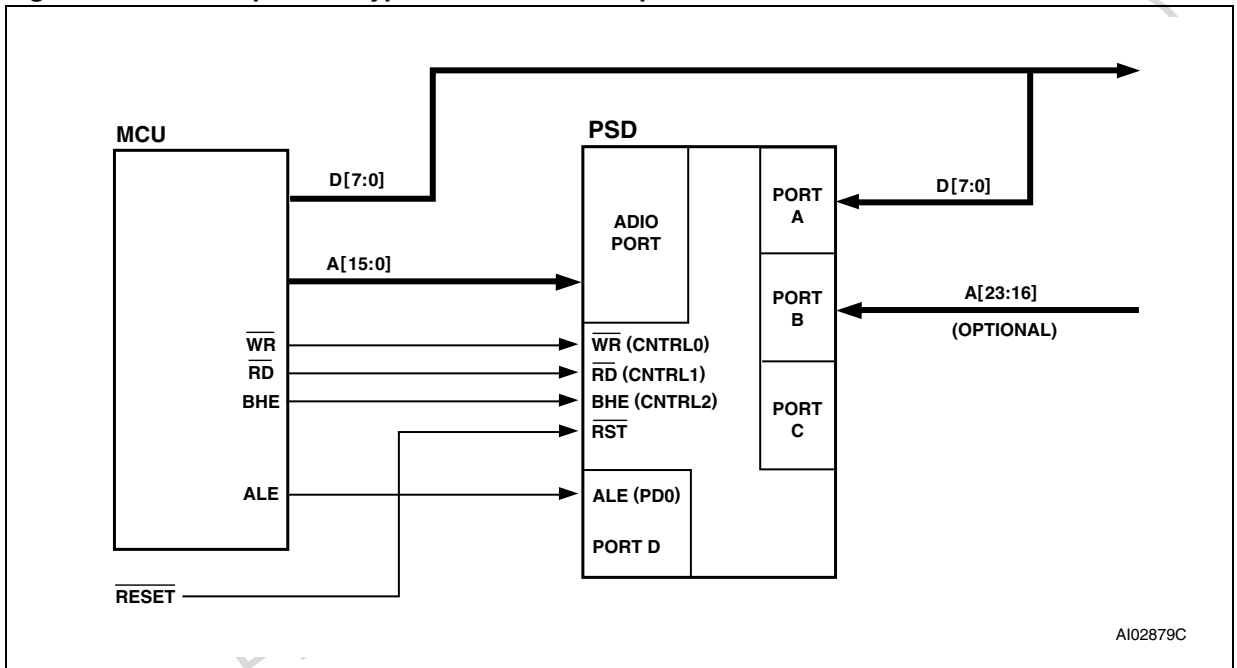 MCU
PSD
D[7:0]
D[7:0]
PORT
A
ADIO
PORT
A[15:0]
A[23:16]
PORT
B
(OPTIONAL)
WR
WR (CNTRL0)
RD
RD (CNTRL1)
BHE
BHE (CNTRL2)
PORT
C
RST
ALE
ALE (PD0)
PORT D
RESET
AI02879C